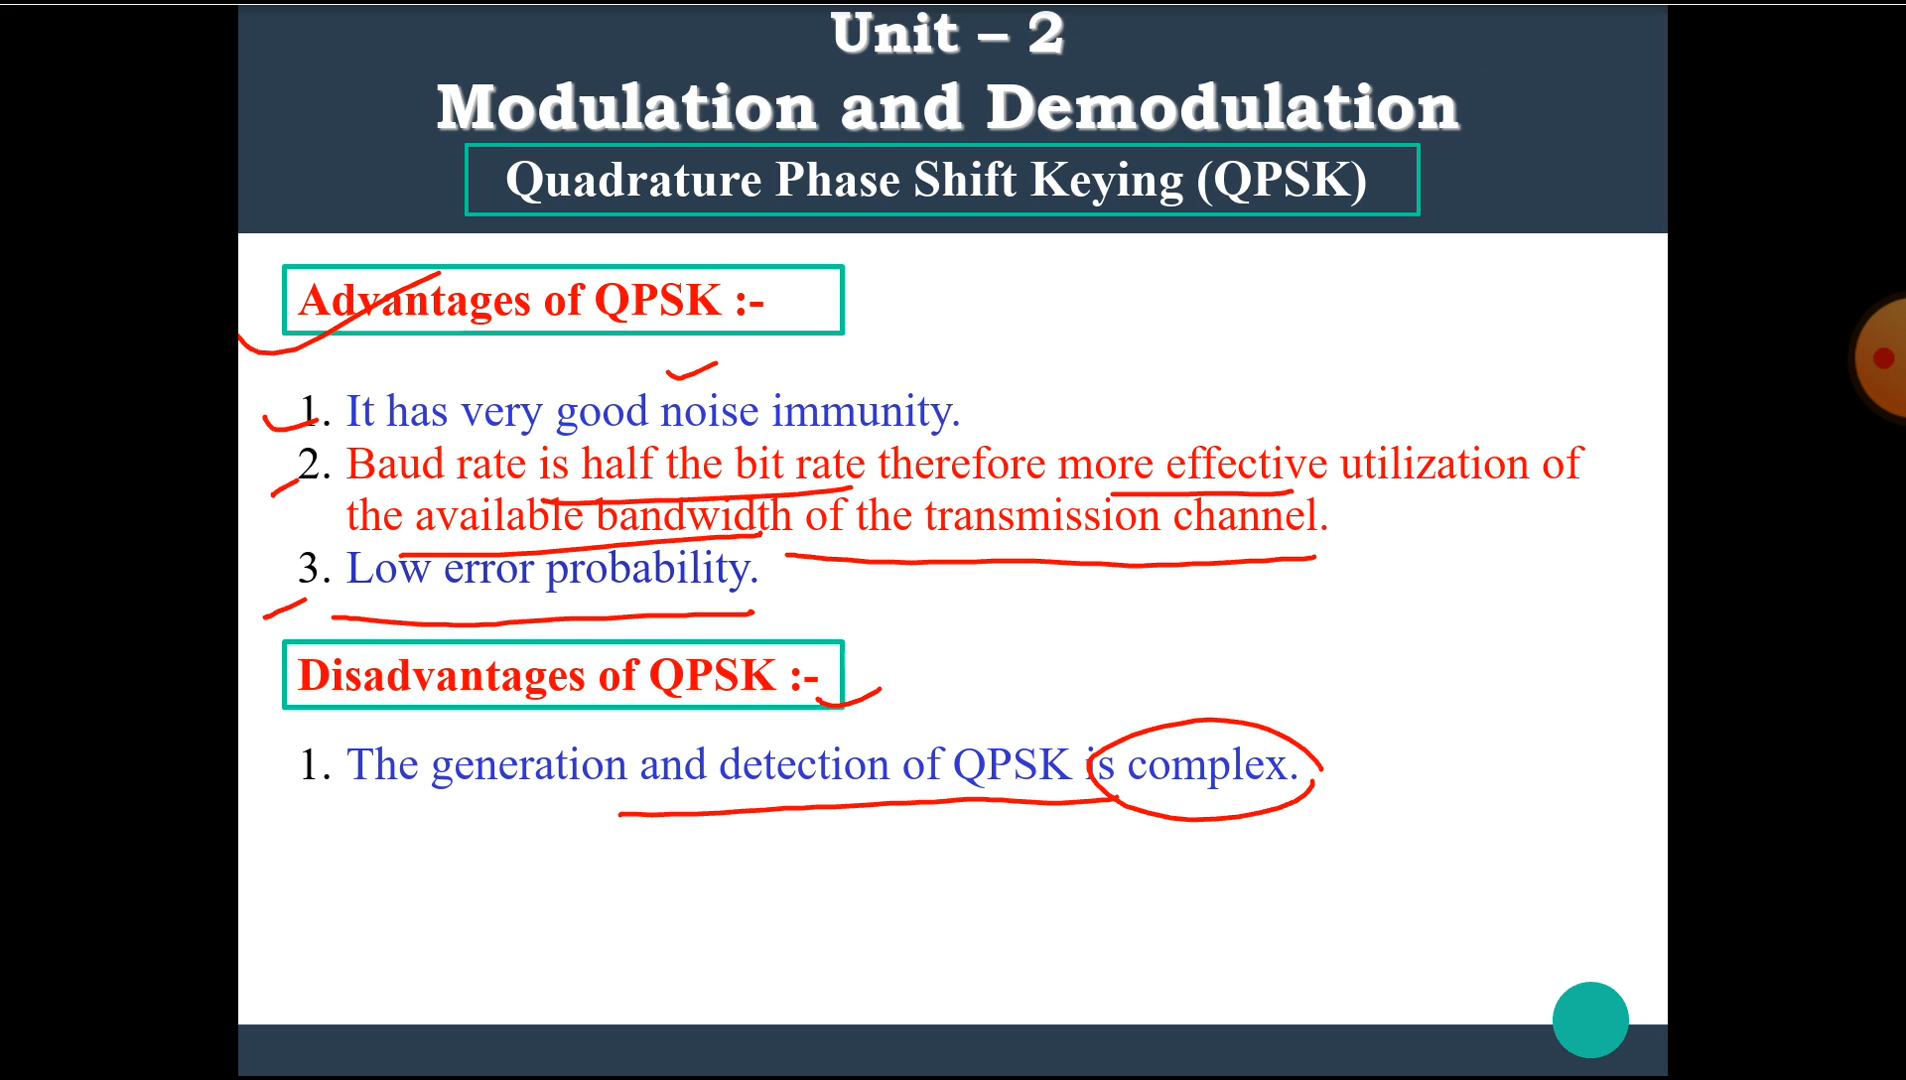 Unit – 2
Modulation and Demodulation
Quadrature Phase Shift Keying (QPSK)
Advantages of QPSK :-
1. It has very good noise immunity.
2. Baud rate is half the bit rate therefore more effective utilization of
the available bandwidth of the transmission channel.
3. Low error probability.
Disadvantages of QPSK :-
1. The generation and detection of QPSK is complex.